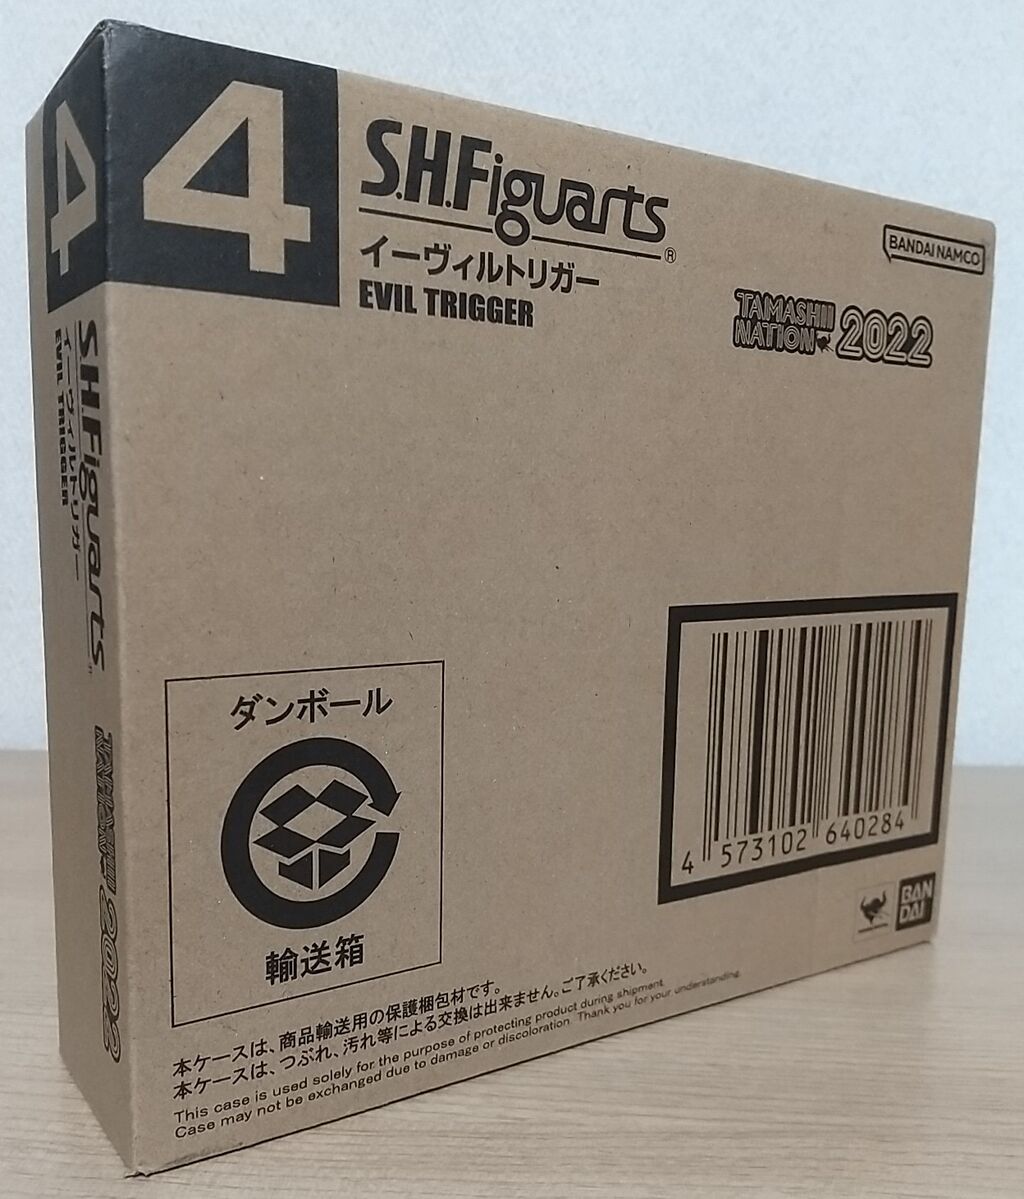 4
S.H.Figuarts®
イーヴィルトリガー
EVIL TRIGGER
BANDAI NAMCO
TAMASHII
NATION
2022
4
S.H.Figuarts
イーヴィルトリガー
EVIL TRIGGER
TAMASHII
NATION
2022
ダンボール
輸送箱
4 573102 640284
BAN
DAI
本ケースは、商品輸送用の保護梱包材です。
本ケースは、つぶれ、汚れ等による交換は出来ません。ご了承ください。
This case is used solely for the purpose of protecting product during shipment.
Case may not be exchanged due to damage or discoloration. Thank you for your understanding.